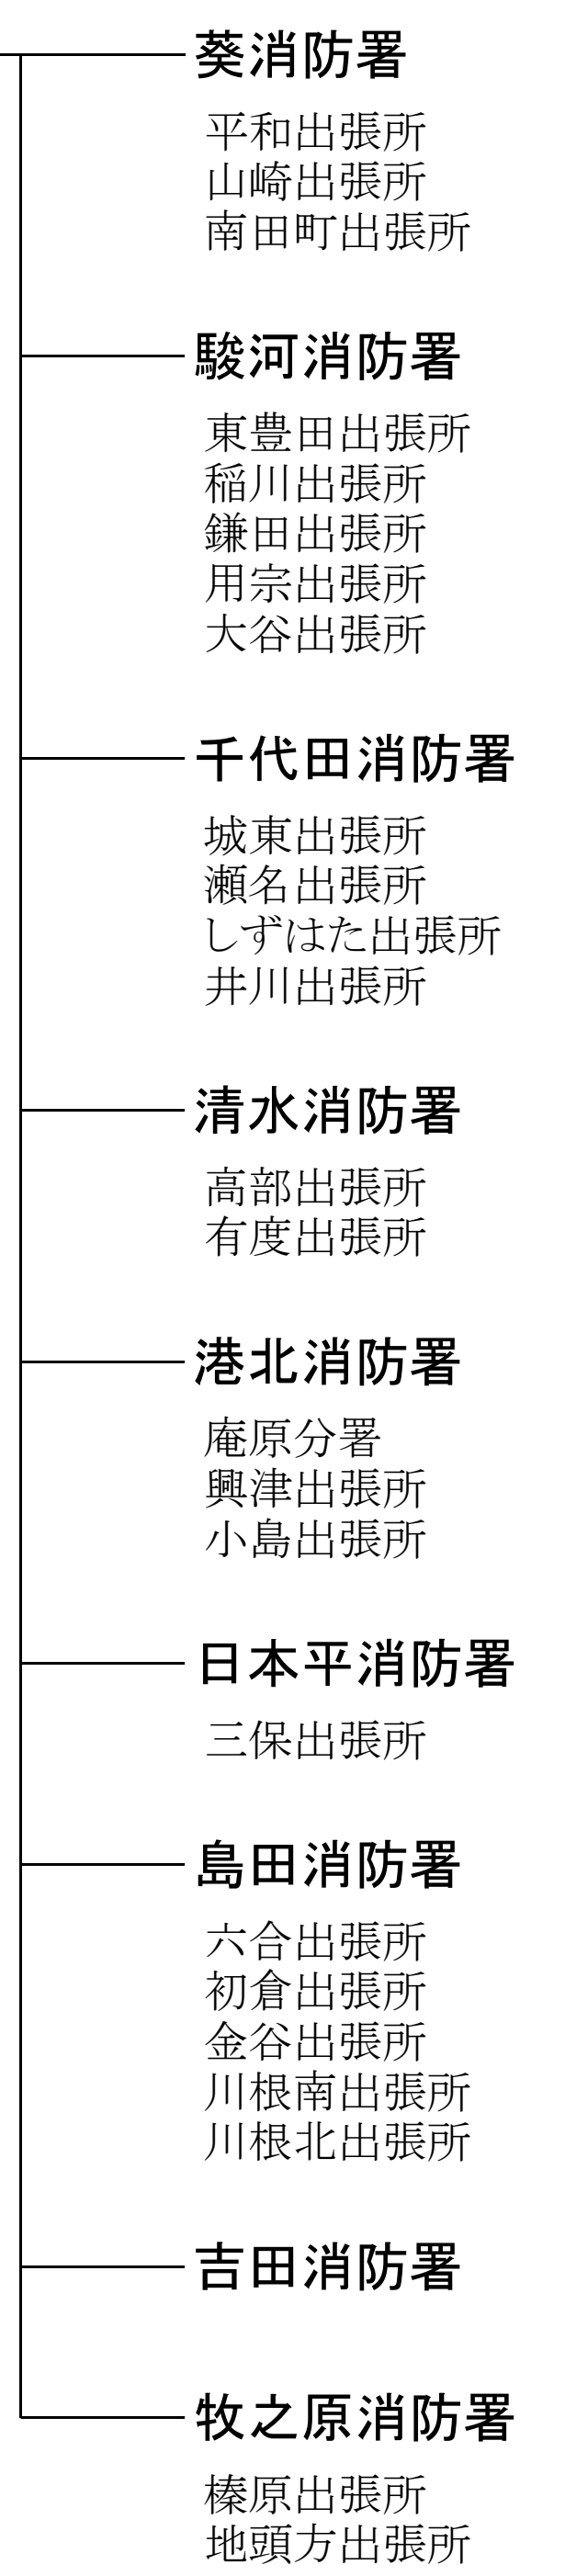 葵消防署
平和出張所
山崎出張所
南田町出張所
駿河消防署
東豊田出張所
稲川出張所
鎌田出張所
用宗出張所
大谷出張所
千代田消防署
城東出張所
瀬名出張所
しずはた出張所
井川出張所
清水消防署
高部出張所
有度出張所
港北消防署
庵原分署
興津出張所
小島出張所
日本平消防署
三保出張所
島田消防署
六合出張所
初倉出張所
金谷出張所
川根南出張所
川根北出張所
吉田消防署
牧之原消防署
榛原出張所
地頭方出張所